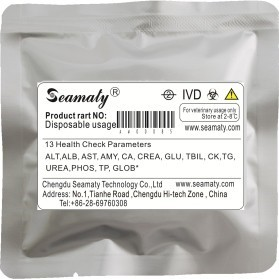 Seamaty®
IVD
For veterinary usage only
Store at 2-8℃
Product part NO:
Disposable usage
www.seamaty.com
13 Health Check Parameters
ALT,ALB, AST, AMY, CA, CREA, GLU, TBIL, CK,TG,
UREA,PHOS, TP, GLOB*
Chengdu Seamaty Technology Co.,Ltd www.seamaty.com
Address: No.1,Tianhe Road ,Chengdu Hi-tech Zone , China
Tel:+86-28-69760308